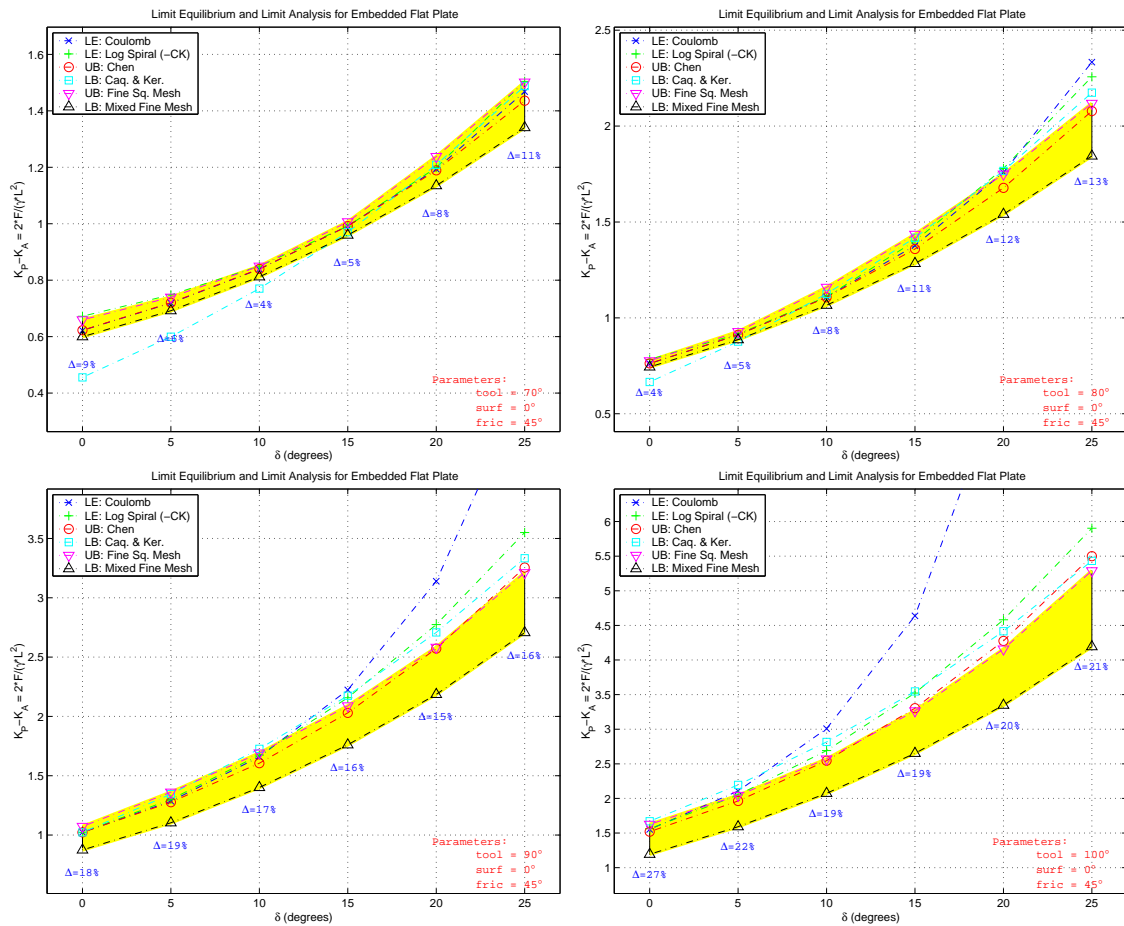 Limit Equilibrium and Limit Analysis for Embedded Flat Plate
1.6
1.4
1.2
1
0.8
0.6
0.4
K_P−K_A = 2*F/(γ*L²)
LE: Coulomb
LE: Log Spiral (−CK)
UB: Chen
LB: Caq. & Ker.
UB: Fine Sq. Mesh
LB: Mixed Fine Mesh
Δ=9%
Δ=6%
Δ=4%
Δ=5%
Δ=8%
Δ=11%
Parameters:
tool = 70°
surf = 0°
fric = 45°
0 5 10 15 20 25
δ (degrees)
Limit Equilibrium and Limit Analysis for Embedded Flat Plate
2.5
2
1.5
1
0.5
K_P−K_A = 2*F/(γ*L²)
LE: Coulomb
LE: Log Spiral (−CK)
UB: Chen
LB: Caq. & Ker.
UB: Fine Sq. Mesh
LB: Mixed Fine Mesh
Δ=4%
Δ=5%
Δ=8%
Δ=11%
Δ=12%
Δ=13%
Parameters:
tool = 80°
surf = 0°
fric = 45°
0 5 10 15 20 25
δ (degrees)
Limit Equilibrium and Limit Analysis for Embedded Flat Plate
3.5
3
2.5
2
1.5
1
K_P−K_A = 2*F/(γ*L²)
LE: Coulomb
LE: Log Spiral (−CK)
UB: Chen
LB: Caq. & Ker.
UB: Fine Sq. Mesh
LB: Mixed Fine Mesh
Δ=18%
Δ=19%
Δ=17%
Δ=16%
Δ=15%
Δ=16%
Parameters:
tool = 90°
surf = 0°
fric = 45°
0 5 10 15 20 25
δ (degrees)
Limit Equilibrium and Limit Analysis for Embedded Flat Plate
6
5.5
5
4.5
4
3.5
3
2.5
2
1.5
1
K_P−K_A = 2*F/(γ*L²)
LE: Coulomb
LE: Log Spiral (−CK)
UB: Chen
LB: Caq. & Ker.
UB: Fine Sq. Mesh
LB: Mixed Fine Mesh
Δ=27%
Δ=22%
Δ=19%
Δ=19%
Δ=20%
Δ=21%
Parameters:
tool = 100°
surf = 0°
fric = 45°
0 5 10 15 20 25
δ (degrees)